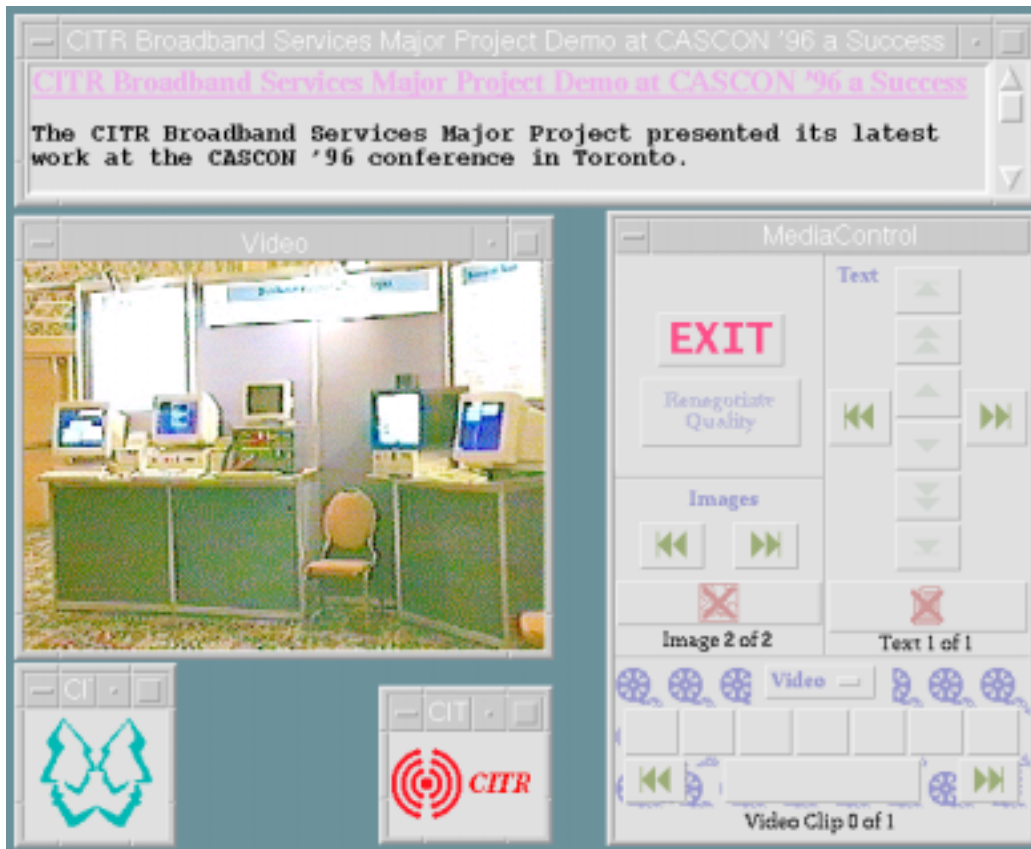 CITR Broadband Services Major Project Demo at CASCON '96 a Success
CITR Broadband Services Major Project Demo at CASCON '96 a Success
The CITR Broadband Services Major Project presented its latest
work at the CASCON '96 conference in Toronto.
Video
MediaControl
Text
EXIT
Renegotiate
Quality
Images
Image 2 of 2
Text 1 of 1
Video
Video Clip 0 of 1
CIT
CITR